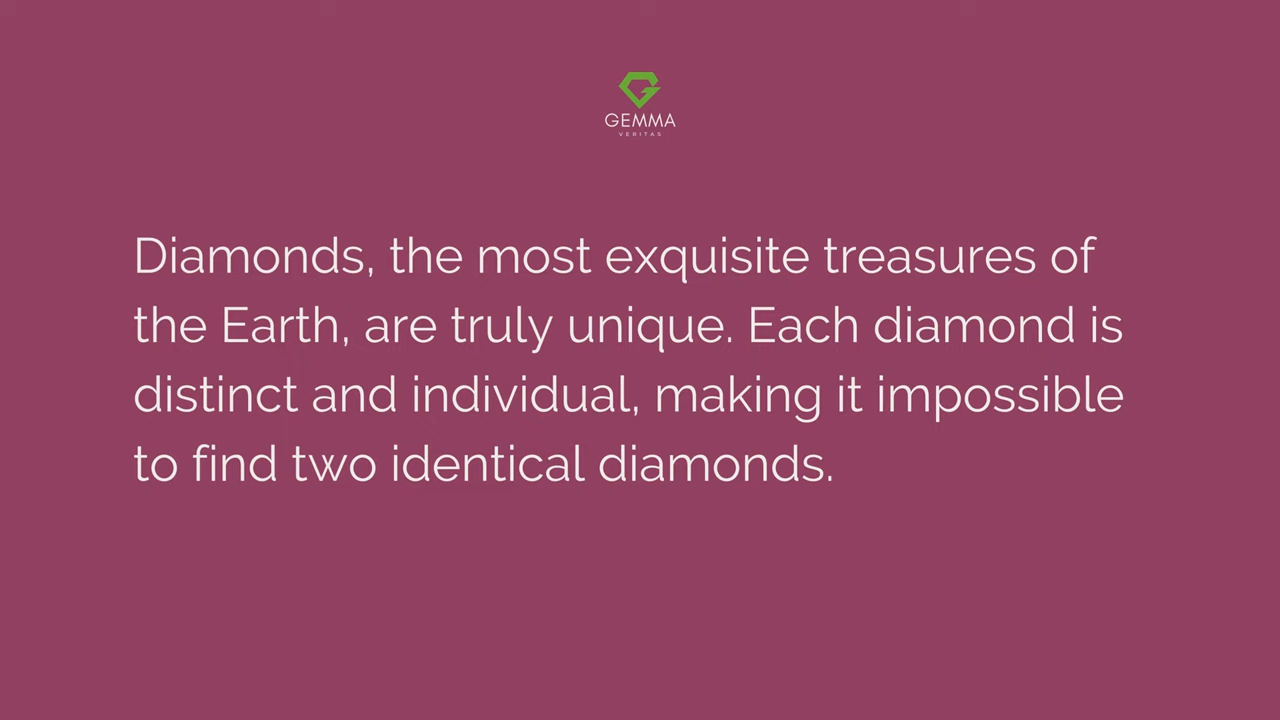 GEMMA
VERITAS
Diamonds, the most exquisite treasures of
the Earth, are truly unique. Each diamond is
distinct and individual, making it impossible
to find two identical diamonds.